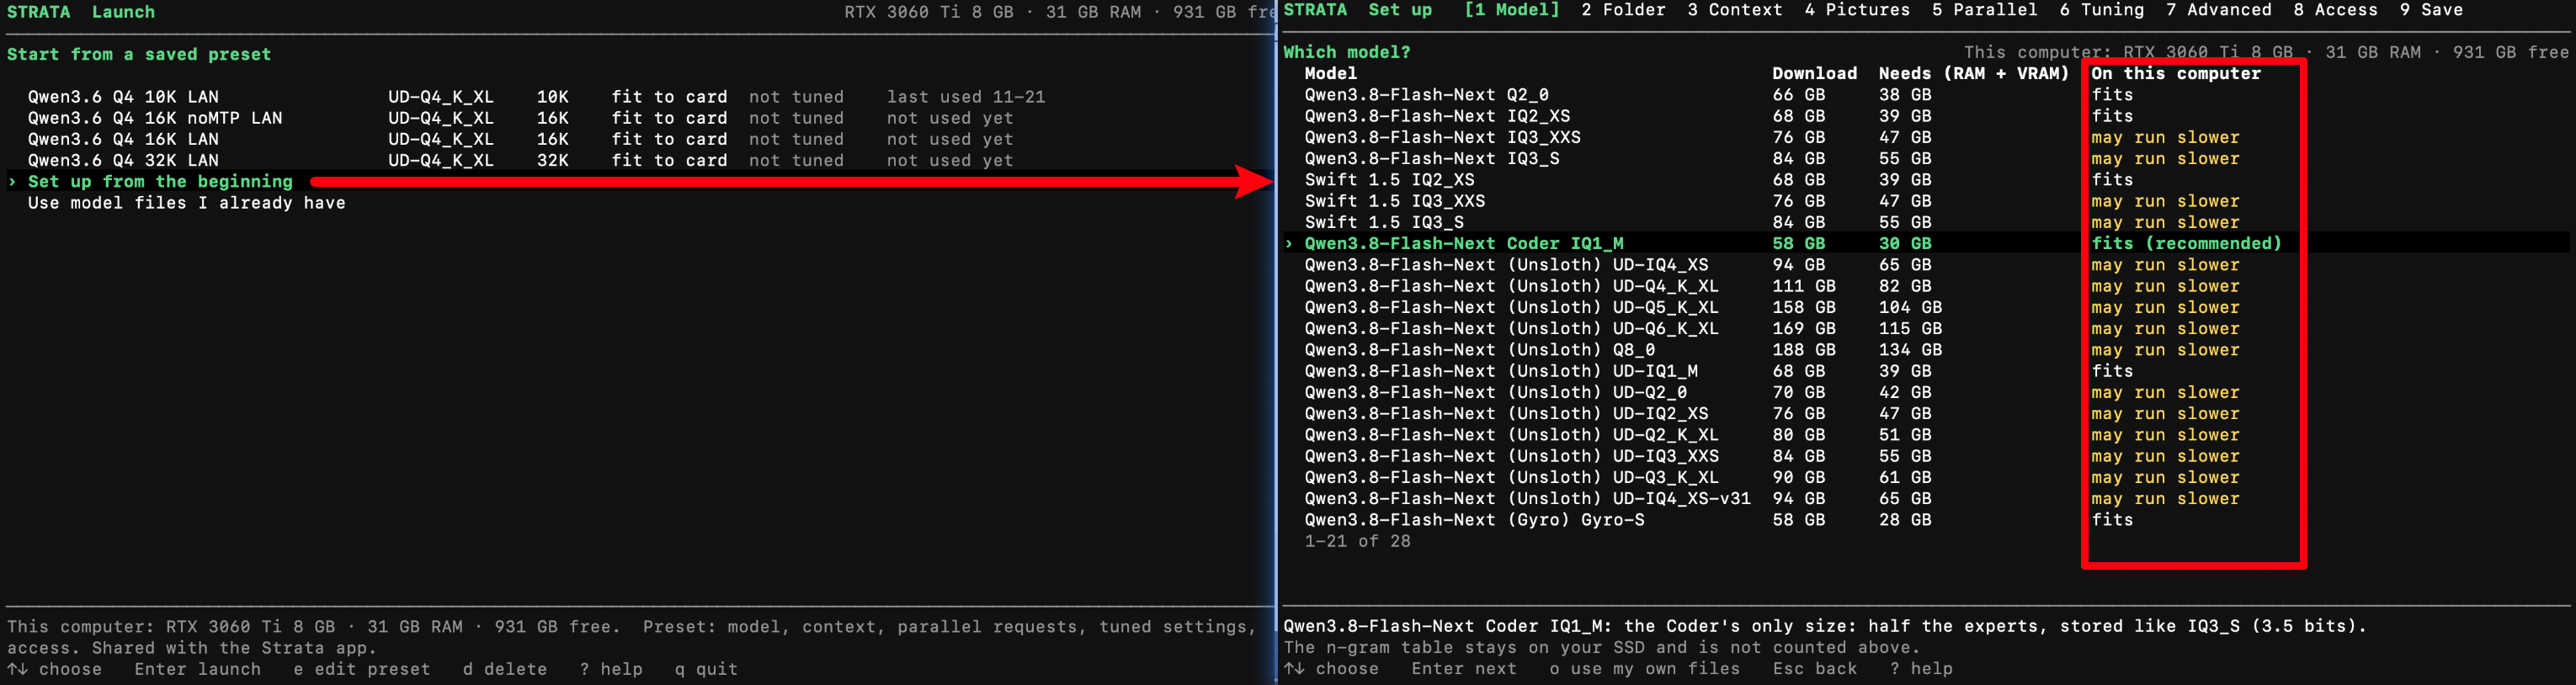 STRATA  Launch    RTX 3060 Ti 8 GB · 31 GB RAM · 931 GB
Start from a saved preset
Qwen3.6 Q4 10K LAN    UD-Q4_K_XL    10K    fit to card    not tuned    last used 11-21
Qwen3.6 Q4 16K noMTP LAN    UD-Q4_K_XL    16K    fit to card    not tuned    not used yet
Qwen3.6 Q4 16K LAN    UD-Q4_K_XL    16K    fit to card    not tuned    not used yet
Qwen3.6 Q4 32K LAN    UD-Q4_K_XL    32K    fit to card    not tuned    not used yet
› Set up from the beginning
Use model files I already have
This computer: RTX 3060 Ti 8 GB · 31 GB RAM · 931 GB free.  Preset: model, context, parallel requests, tuned settings,
access. Shared with the Strata app.
↑↓ choose   Enter launch   e edit preset   d delete   ? help   q quit
STRATA  Set up   [1 Model]  2 Folder  3 Context  4 Pictures  5 Parallel  6 Tuning  7 Advanced  8 Access  9 Save
Which model?    This computer: RTX 3060 Ti 8 GB · 31 GB RAM · 931 GB free
Model    Download    Needs (RAM + VRAM)    On this computer
Qwen3.8-Flash-Next Q2_0    66 GB    38 GB    fits
Qwen3.8-Flash-Next IQ2_XS    68 GB    39 GB    fits
Qwen3.8-Flash-Next IQ3_XXS    76 GB    47 GB    may run slower
Qwen3.8-Flash-Next IQ3_S    84 GB    55 GB    may run slower
Swift 1.5 IQ2_XS    68 GB    39 GB    fits
Swift 1.5 IQ3_XXS    76 GB    47 GB    may run slower
Swift 1.5 IQ3_S    84 GB    55 GB    may run slower
› Qwen3.8-Flash-Next Coder IQ1_M    58 GB    30 GB    fits (recommended)
Qwen3.8-Flash-Next (Unsloth) UD-IQ4_XS    94 GB    65 GB    may run slower
Qwen3.8-Flash-Next (Unsloth) UD-Q4_K_XL    111 GB    82 GB    may run slower
Qwen3.8-Flash-Next (Unsloth) UD-Q5_K_XL    158 GB    104 GB    may run slower
Qwen3.8-Flash-Next (Unsloth) UD-Q6_K_XL    169 GB    115 GB    may run slower
Qwen3.8-Flash-Next (Unsloth) Q8_0    188 GB    134 GB    may run slower
Qwen3.8-Flash-Next (Unsloth) UD-IQ1_M    68 GB    39 GB    fits
Qwen3.8-Flash-Next (Unsloth) UD-Q2_0    70 GB    42 GB    may run slower
Qwen3.8-Flash-Next (Unsloth) UD-IQ2_XS    76 GB    47 GB    may run slower
Qwen3.8-Flash-Next (Unsloth) UD-Q2_K_XL    80 GB    51 GB    may run slower
Qwen3.8-Flash-Next (Unsloth) UD-IQ3_XXS    84 GB    55 GB    may run slower
Qwen3.8-Flash-Next (Unsloth) UD-Q3_K_XL    90 GB    61 GB    may run slower
Qwen3.8-Flash-Next (Unsloth) UD-IQ4_XS-v31    94 GB    65 GB    may run slower
Qwen3.8-Flash-Next (Gyro) Gyro-S    58 GB    28 GB    fits
1-21 of 28
Qwen3.8-Flash-Next Coder IQ1_M: the Coder's only size: half the experts, stored like IQ3_S (3.5 bits).
The n-gram table stays on your SSD and is not counted above.
↑↓ choose   Enter next   o use my own files   Esc back   ? help